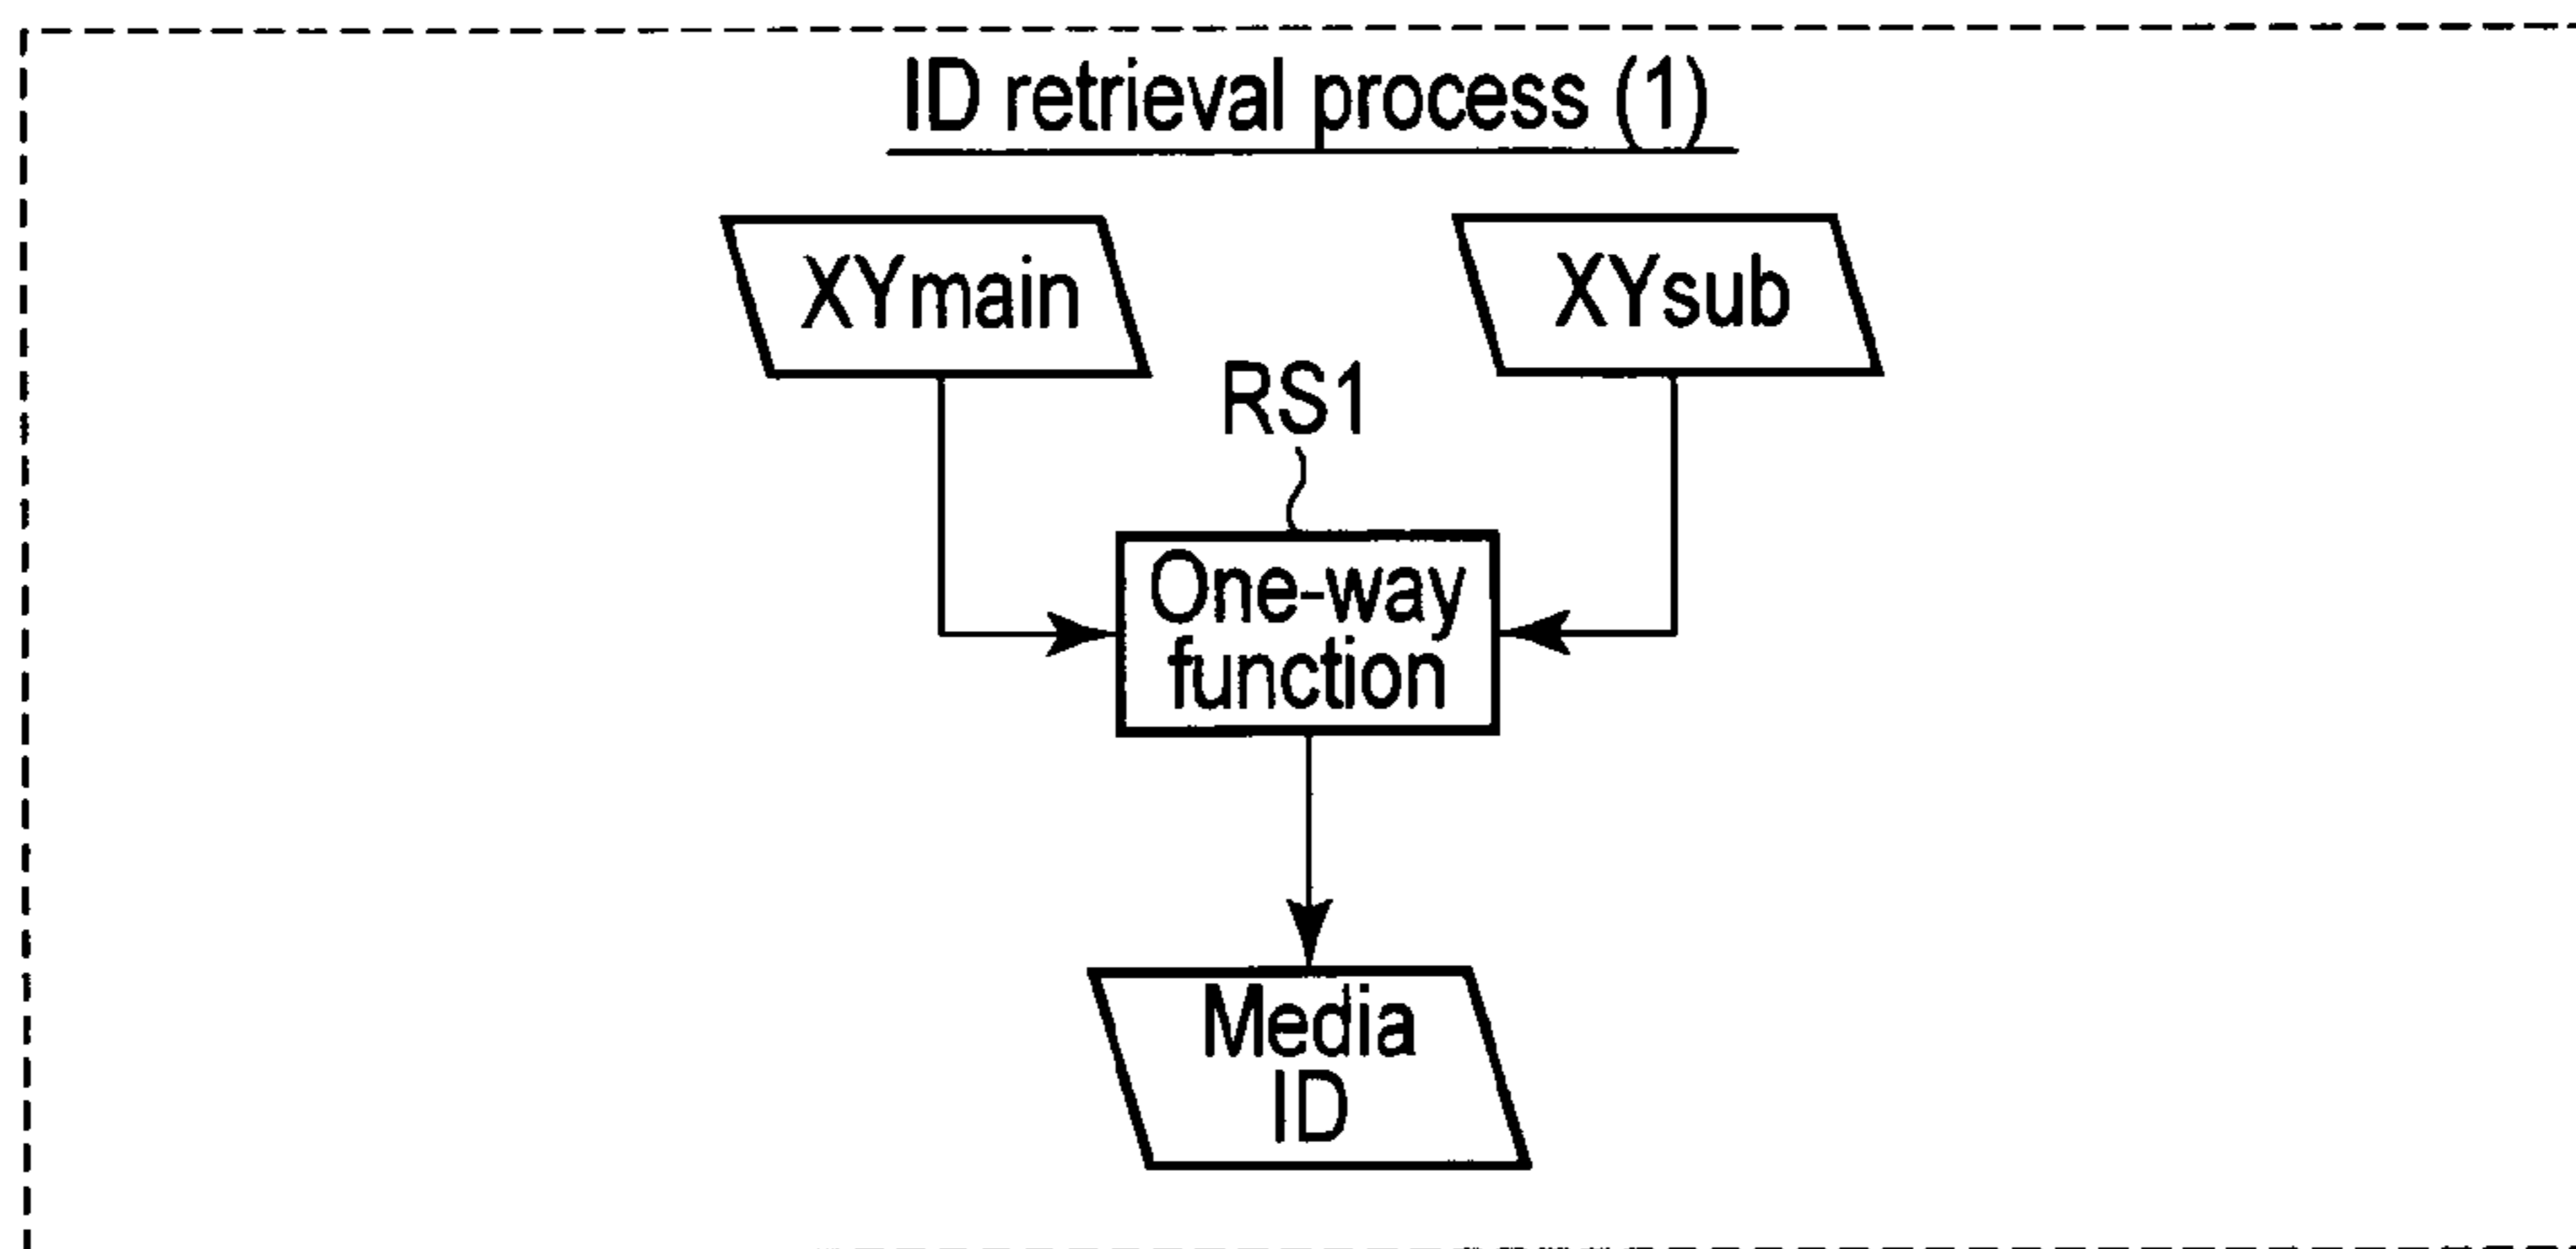 ID retrieval process (1)
XYmain
XYsub
RS1
One-way
function
Media
ID